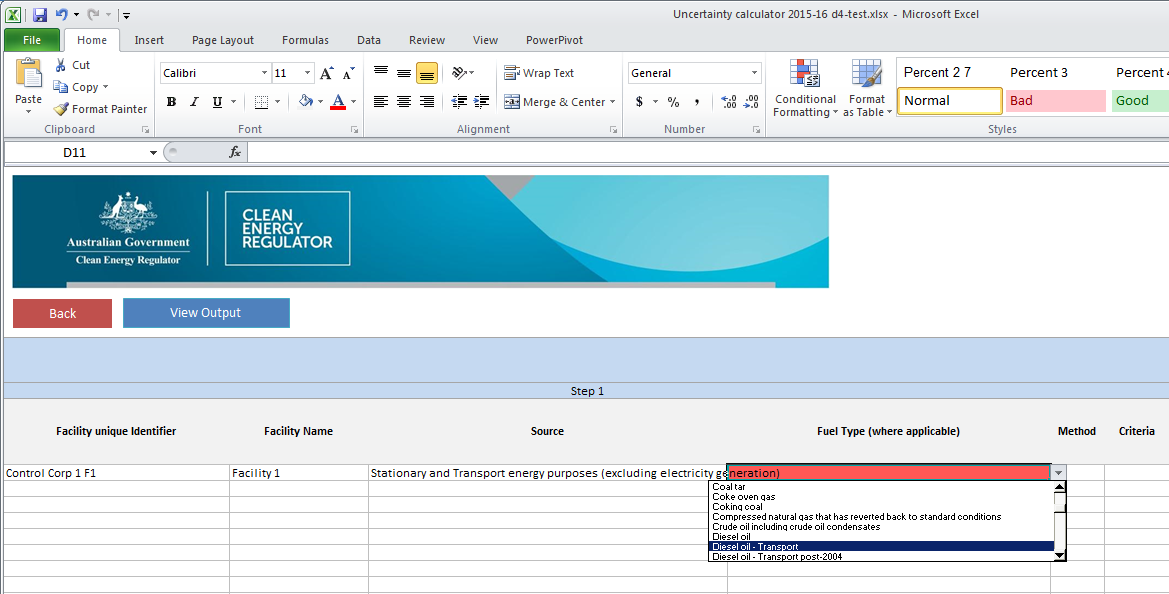 Uncertainty calculator 2015-16 d4-test.xlsx - Microsoft Excel
File Home Insert Page Layout Formulas Data Review View PowerPivot
Paste
Cut
Copy
Format Painter
Clipboard
Calibri 11 A A
B I U A
Font
Wrap Text
Merge & Center
Alignment
General
$ % , .00 .00
Number
Conditional Formatting
Format as Table
Percent 2 7 Percent 3 Percent 4
Normal Bad Good
Styles
D11 fx
Australian Government
Clean Energy Regulator
CLEAN
ENERGY
REGULATOR
Back View Output
Step 1
Facility unique Identifier Facility Name Source Fuel Type (where applicable) Method Criteria
Control Corp 1 F1 Facility 1 Stationary and Transport energy purposes (excluding electricity generation)
Coal tar
Coke oven gas
Coking coal
Compressed natural gas that has reverted back to standard conditions
Crude oil including crude oil condensates
Diesel oil
Diesel oil - Transport
Diesel oil - Transport post-2004